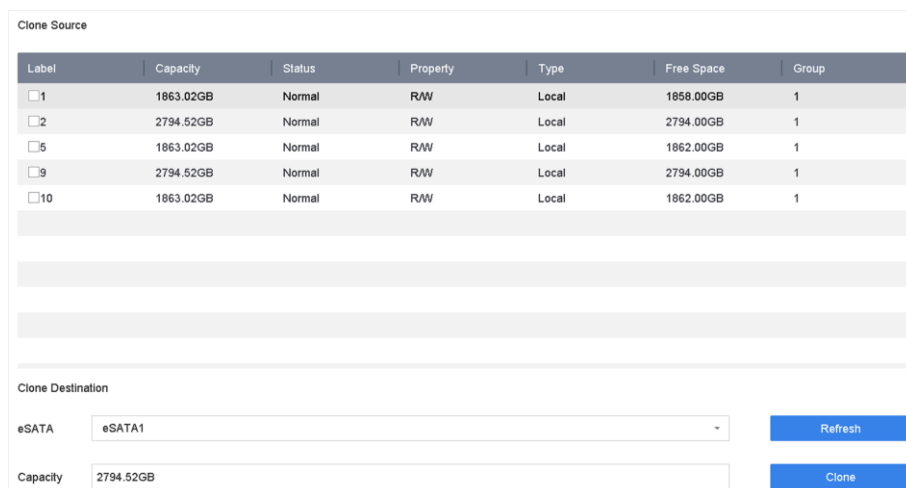 Clone Source
Label Capacity Status Property Type Free Space Group
1 1863.02GB Normal R/W Local 1858.00GB 1
2 2794.52GB Normal R/W Local 2794.00GB 1
5 1863.02GB Normal R/W Local 1862.00GB 1
9 2794.52GB Normal R/W Local 2794.00GB 1
10 1863.02GB Normal R/W Local 1862.00GB 1
Clone Destination
eSATA eSATA1 Refresh
Capacity 2794.52GB Clone